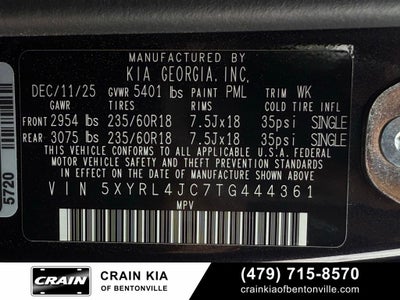 MANUFACTURED BY
KIA GEORGIA, INC,
DEC/11/25 GVWR 5401 lbs PAINT PML TRIM WK
GAWR TIRES RIMS COLD TIRE INFL
FRONT 2954 lbs 235/60R18 7.5Jx18 35psi SINGLE
REAR 3075 lbs 235/60R18 7.5Jx18 35psi SINGLE
THIS VEHICLE CONFORMS TO ALL APPLICABLE U.S.A. FEDERAL
MOTOR VEHICLE SAFETY, BUMPER, AND THEFT PREVENTION
STANDARDS IN EFFECT ON THE DATE OF MANUFACTURE SHOWN ABOVE.
VIN 5XYRL4JC7TG444361
MPV
5720
CRAIN
CRAIN KIA
OF BENTONVILLE
(479) 715-8570
crainkiaofbentonville.com